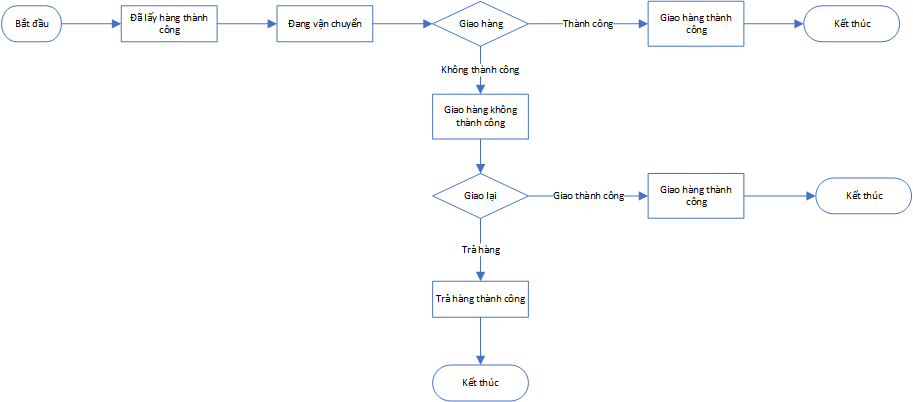 Bắt đầu
Đã lấy hàng thành
công
Đang vận chuyển
Giao hàng
Thành công
Giao hàng thành
công
Kết thúc
Không thành công
Giao hàng không
thành công
Giao lại
Giao thành công
Giao hàng thành
công
Kết thúc
Trả hàng
Trả hàng thành công
Kết thúc